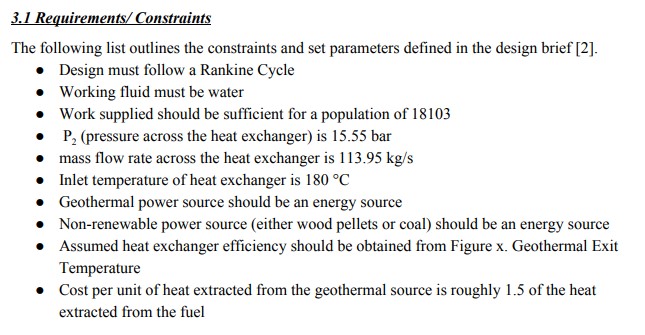 3.1 Requirements/ Constraints
The following list outlines the constraints and set parameters defined in the design brief [2].
● Design must follow a Rankine Cycle
● Working fluid must be water
● Work supplied should be sufficient for a population of 18103
● P₂ (pressure across the heat exchanger) is 15.55 bar
● mass flow rate across the heat exchanger is 113.95 kg/s
● Inlet temperature of heat exchanger is 180 °C
● Geothermal power source should be an energy source
● Non-renewable power source (either wood pellets or coal) should be an energy source
● Assumed heat exchanger efficiency should be obtained from Figure x. Geothermal Exit
Temperature
● Cost per unit of heat extracted from the geothermal source is roughly 1.5 of the heat
extracted from the fuel